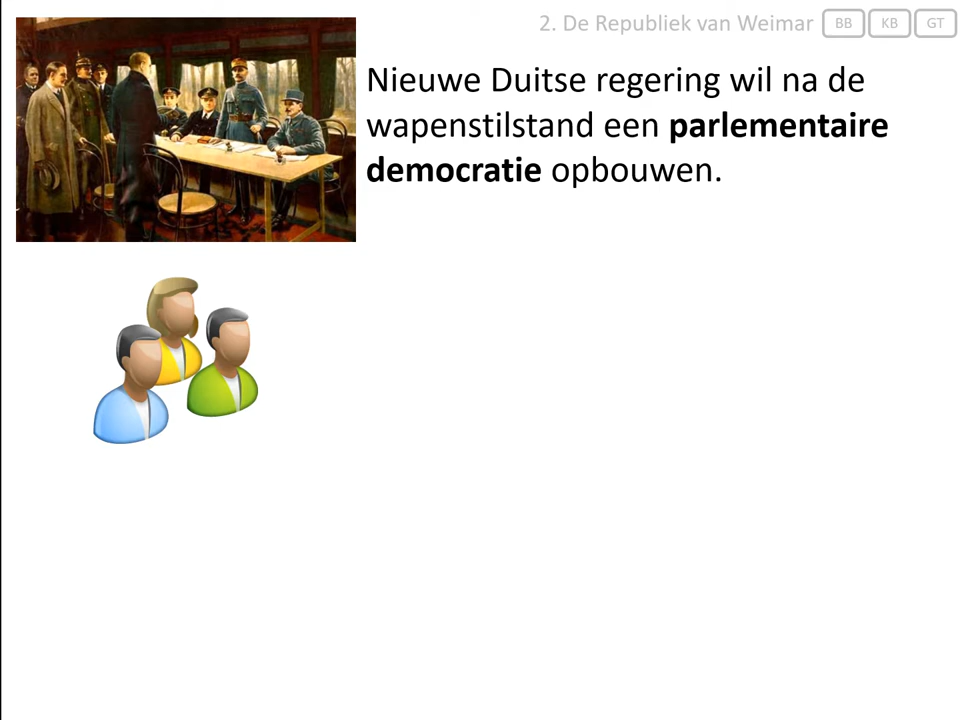 2. De Republiek van Weimar BB KB GT
Nieuwe Duitse regering wil na de
wapenstilstand een parlementaire
democratie opbouwen.